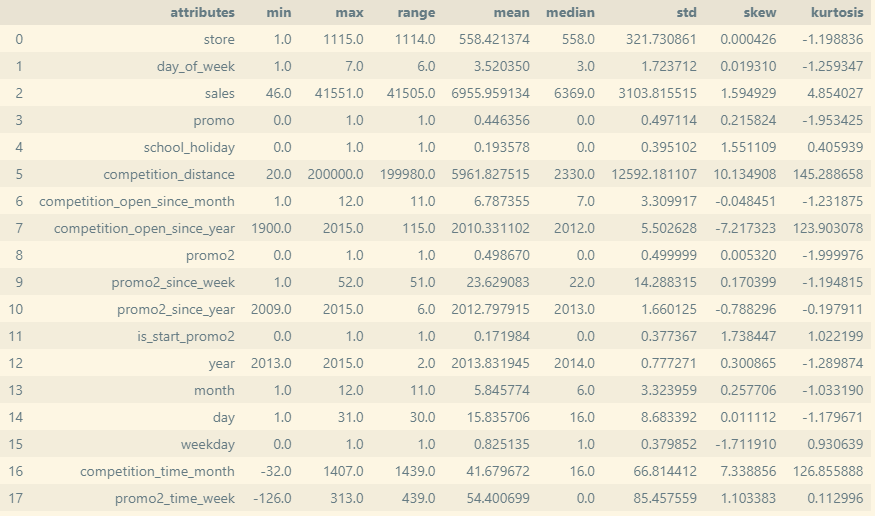 attributes min max range mean median std skew kurtosis
0 store 1.0 1115.0 1114.0 558.421374 558.0 321.730861 0.000426 -1.198836
1 day_of_week 1.0 7.0 6.0 3.520350 3.0 1.723712 0.019310 -1.259347
2 sales 46.0 41551.0 41505.0 6955.959134 6369.0 3103.815515 1.594929 4.854027
3 promo 0.0 1.0 1.0 0.446356 0.0 0.497114 0.215824 -1.953425
4 school_holiday 0.0 1.0 1.0 0.193578 0.0 0.395102 1.551109 0.405939
5 competition_distance 20.0 200000.0 199980.0 5961.827515 2330.0 12592.181107 10.134908 145.288658
6 competition_open_since_month 1.0 12.0 11.0 6.787355 7.0 3.309917 -0.048451 -1.231875
7 competition_open_since_year 1900.0 2015.0 115.0 2010.331102 2012.0 5.502628 -7.217323 123.903078
8 promo2 0.0 1.0 1.0 0.498670 0.0 0.499999 0.005320 -1.999976
9 promo2_since_week 1.0 52.0 51.0 23.629083 22.0 14.288315 0.170399 -1.194815
10 promo2_since_year 2009.0 2015.0 6.0 2012.797915 2013.0 1.660125 -0.788296 -0.197911
11 is_start_promo2 0.0 1.0 1.0 0.171984 0.0 0.377367 1.738447 1.022199
12 year 2013.0 2015.0 2.0 2013.831945 2014.0 0.777271 0.300865 -1.289874
13 month 1.0 12.0 11.0 5.845774 6.0 3.323959 0.257706 -1.033190
14 day 1.0 31.0 30.0 15.835706 16.0 8.683392 0.011112 -1.179671
15 weekday 0.0 1.0 1.0 0.825135 1.0 0.379852 -1.711910 0.930639
16 competition_time_month -32.0 1407.0 1439.0 41.679672 16.0 66.814412 7.338856 126.855888
17 promo2_time_week -126.0 313.0 439.0 54.400699 0.0 85.457559 1.103383 0.112996